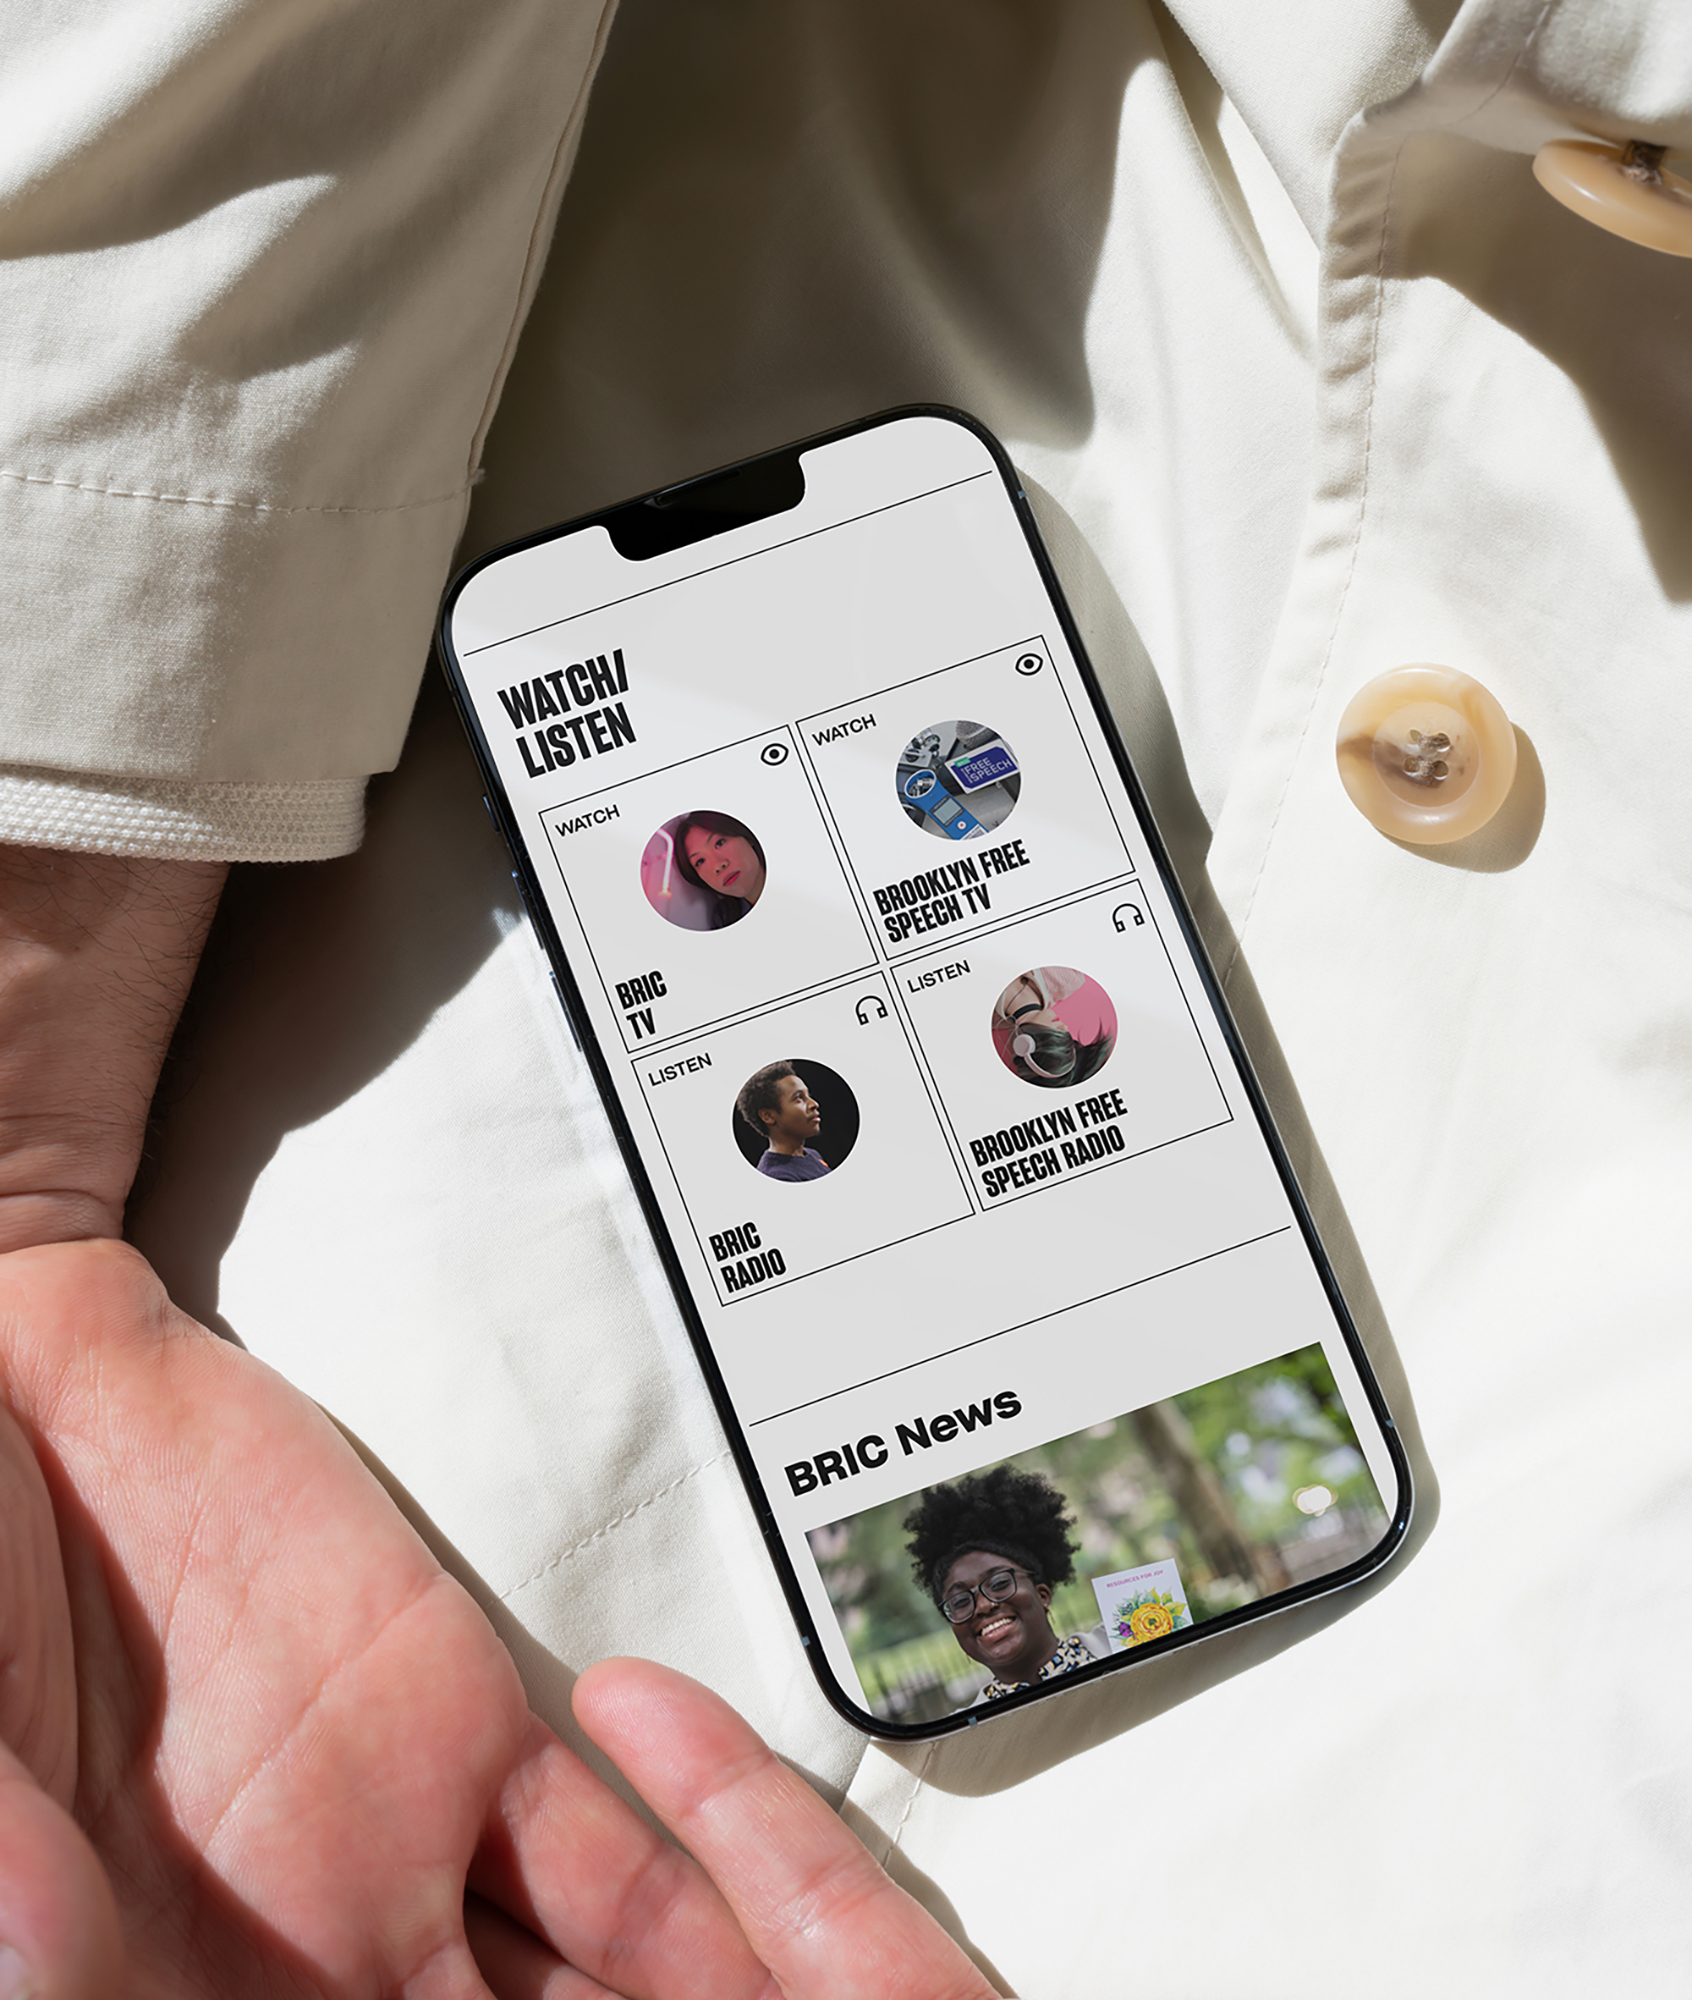 WATCH/
LISTEN
WATCH
BRIC
TV
WATCH
FREE
SPEECH
BROOKLYN FREE
SPEECH TV
LISTEN
BRIC
RADIO
LISTEN
BROOKLYN FREE
SPEECH RADIO
BRIC News
RESOURCES FOR JOY